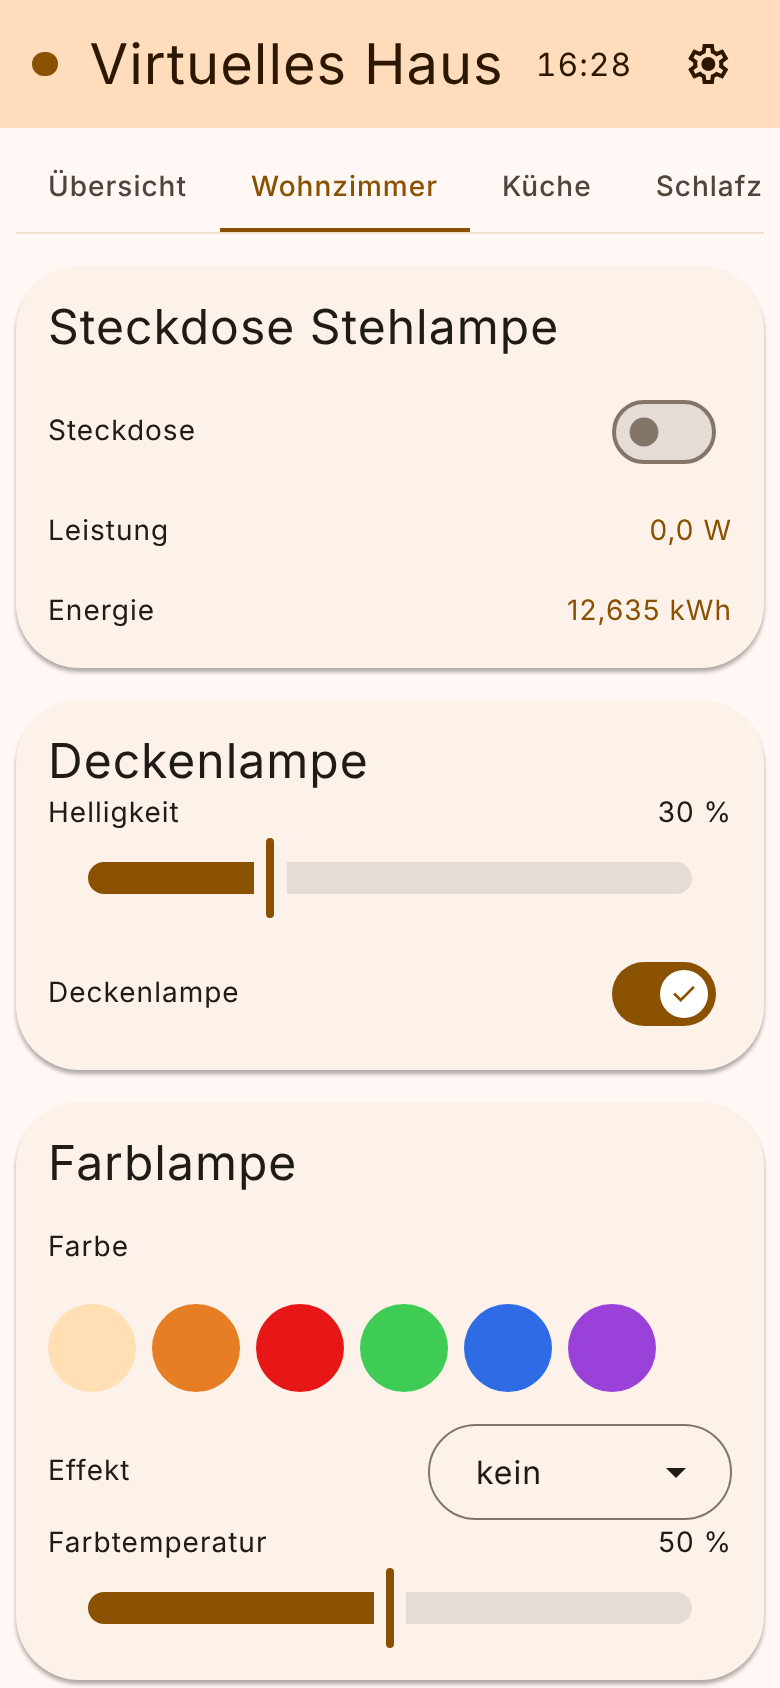 Virtuelles Haus 16:28
Übersicht Wohnzimmer Küche Schlafz
Steckdose Stehlampe
Steckdose
Leistung 0,0 W
Energie 12,635 kWh
Deckenlampe
Helligkeit 30 %
Deckenlampe
Farblampe
Farbe
Effekt kein
Farbtemperatur 50 %